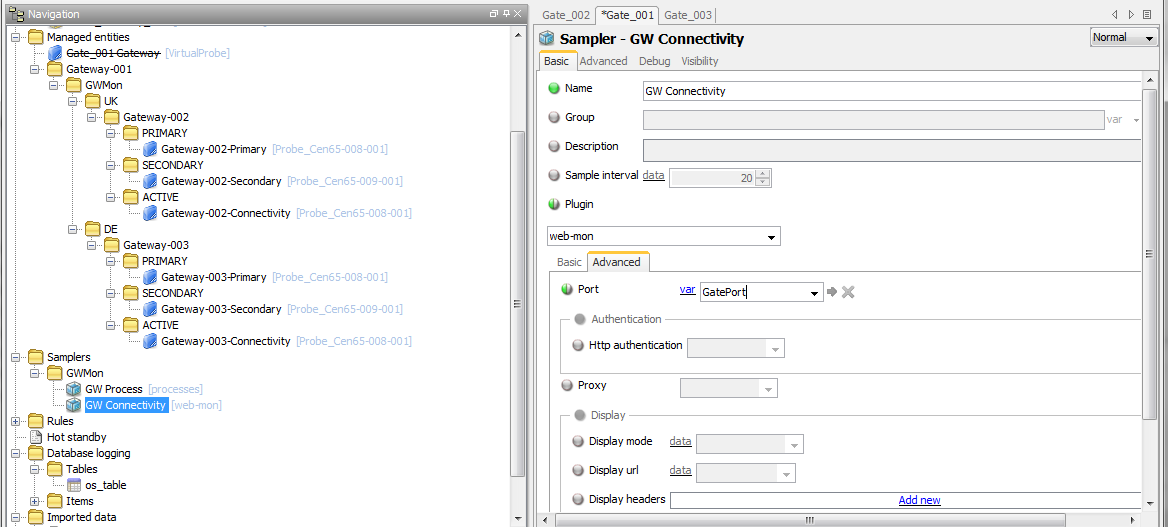 Navigation
Managed entities
Gate_001 Gateway [VirtualProbe]
Gateway-001
GWMon
UK
Gateway-002
PRIMARY
Gateway-002-Primary [Probe_Cen65-008-001]
SECONDARY
Gateway-002-Secondary [Probe_Cen65-009-001]
ACTIVE
Gateway-002-Connectivity [Probe_Cen65-008-001]
DE
Gateway-003
PRIMARY
Gateway-003-Primary [Probe_Cen65-008-001]
SECONDARY
Gateway-003-Secondary [Probe_Cen65-009-001]
ACTIVE
Gateway-003-Connectivity [Probe_Cen65-008-001]
Samplers
GWMon
GW Process [processes]
GW Connectivity [web-mon]
Rules
Hot standby
Database logging
Tables
os_table
Items
Imported data
Gate_002 *Gate_001 Gate_003
Sampler - GW Connectivity Normal
Basic Advanced Debug Visibility
Name GW Connectivity
Group var
Description
Sample interval data 20
Plugin
web-mon
Basic Advanced
Port var GatePort
Authentication
Http authentication
Proxy
Display
Display mode data
Display url data
Display headers Add new